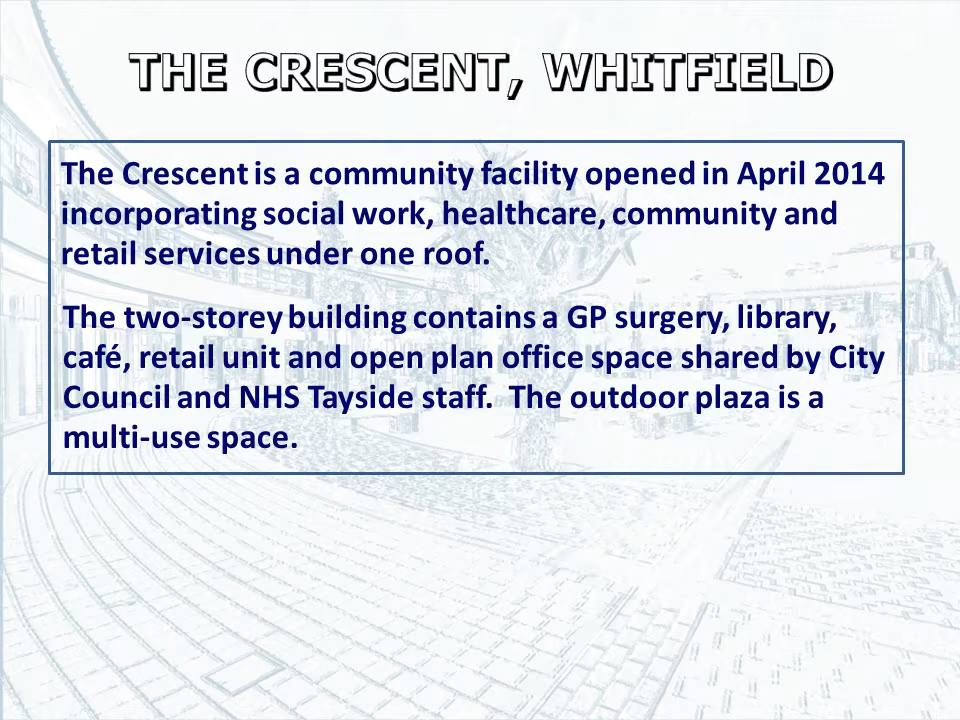 THE CRESCENT, WHITFIELD
The Crescent is a community facility opened in April 2014
incorporating social work, healthcare, community and
retail services under one roof.
The two-storey building contains a GP surgery, library,
café, retail unit and open plan office space shared by City
Council and NHS Tayside staff.  The outdoor plaza is a
multi-use space.